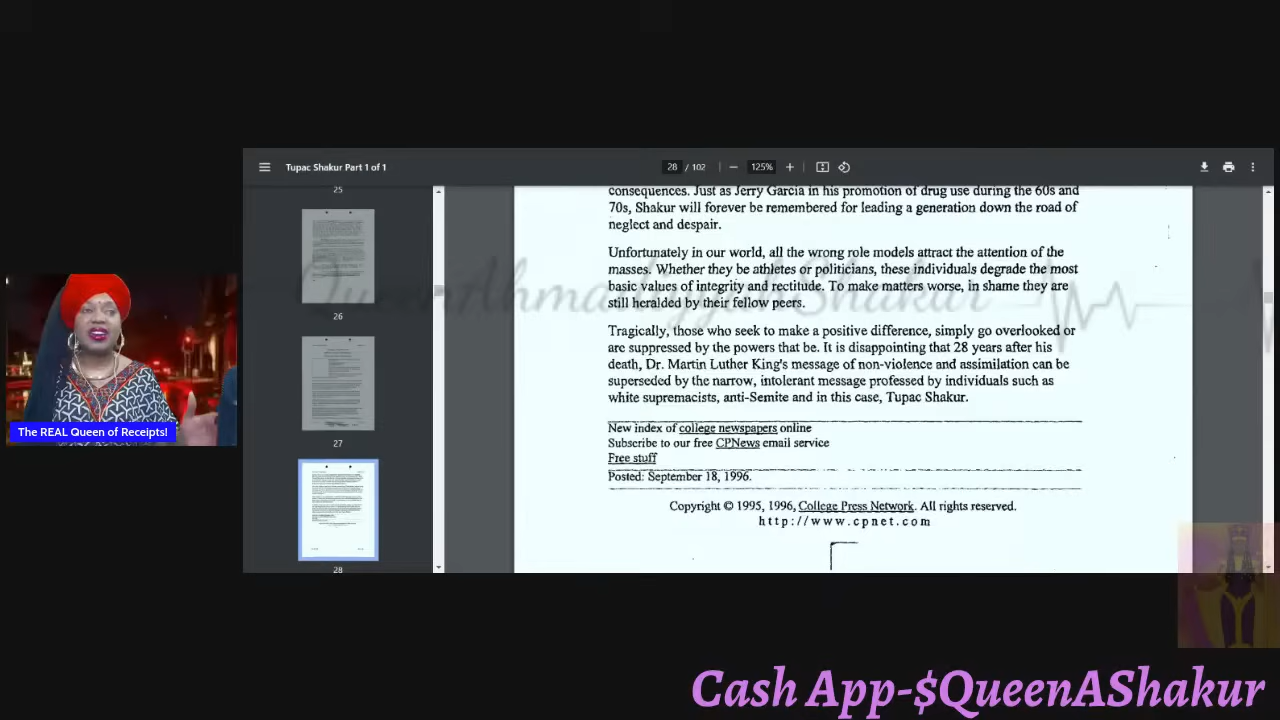 Tupac Shakur Part 1 of 1
28 / 102
125%
25
26
27
28
consequences. Just as Jerry Garcia in his promotion of drug use during the 60s and
70s, Shakur will forever be remembered for leading a generation down the road of
neglect and despair.
Unfortunately in our world, all the wrong role models attract the attention of the
masses. Whether they be athletes or politicians, these individuals degrade the most
basic values of integrity and rectitude. To make matters worse, in shame they are
still heralded by their fellow peers.
Tragically, those who seek to make a positive difference, simply go overlooked or
are suppressed by the powers that be. It is disappointing that 28 years after his
death, Dr. Martin Luther King's message of non-violence and assimilation can be
superseded by the narrow, intolerant message professed by individuals such as
white supremacists, anti-Semite and in this case, Tupac Shakur.
New index of college newspapers online
Subscribe to our free CPNews email service
Free stuff
Posted: September 18, 1996
Copyright © 1995, 1996, College Press Network. All rights reserved.
http://www.cpnet.com
The REAL Queen of Receipts!
Cash App-$QueenAShakur